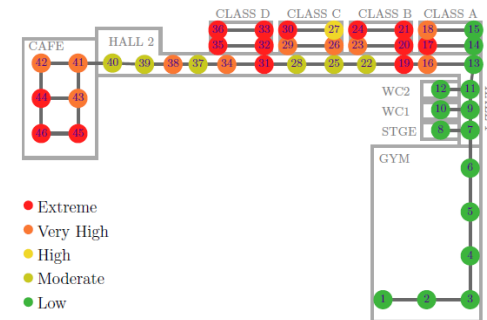 CLASS D CLASS C CLASS B CLASS A
36 33 30 27 24 21 18 15
CAFE HALL 2 35 32 29 26 23 20 17 14
42 41 40 39 38 37 34 31 28 25 22 19 16 13
WC2 12 11
44 43
WC1 10 9
46 45 STGE 8 7
GYM
6
Extreme 5
Very High
High
Moderate 4
Low 1 2 3